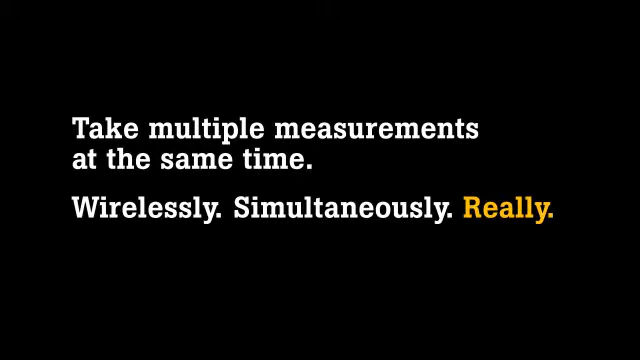 Take multiple measurements
at the same time.
Wirelessly. Simultaneously. Really.